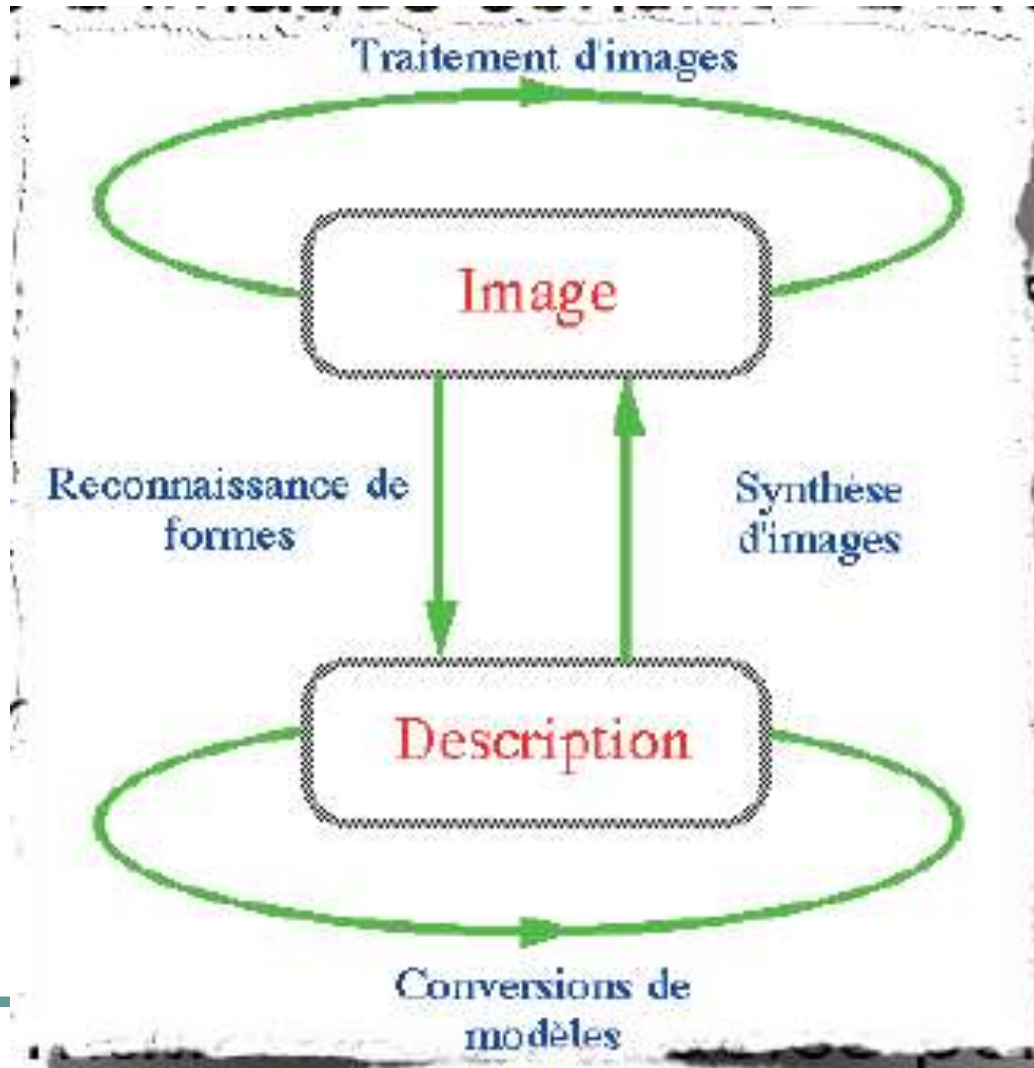 Traitement d'images
Image
Reconnaissance de
formes
Synthèse
d'images
Description
Conversions de
modèles